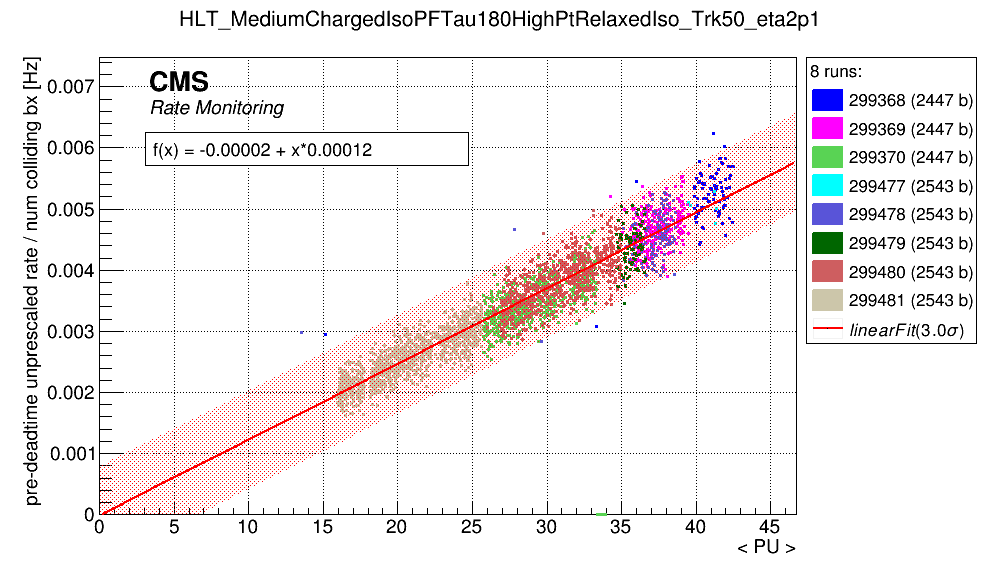 HLT_MediumChargedIsoPFTau180HighPtRelaxedIso_Trk50_eta2p1
pre-deadtime unprescaled rate / num colliding bx [Hz]
CMS
Rate Monitoring
f(x) = -0.00002 + x*0.00012
0.007
0.006
0.005
0.004
0.003
0.002
0.001
0
0 5 10 15 20 25 30 35 40 45
< PU >
8 runs:
299368 (2447 b)
299369 (2447 b)
299370 (2447 b)
299477 (2543 b)
299478 (2543 b)
299479 (2543 b)
299480 (2543 b)
299481 (2543 b)
linearFit(3.0σ)